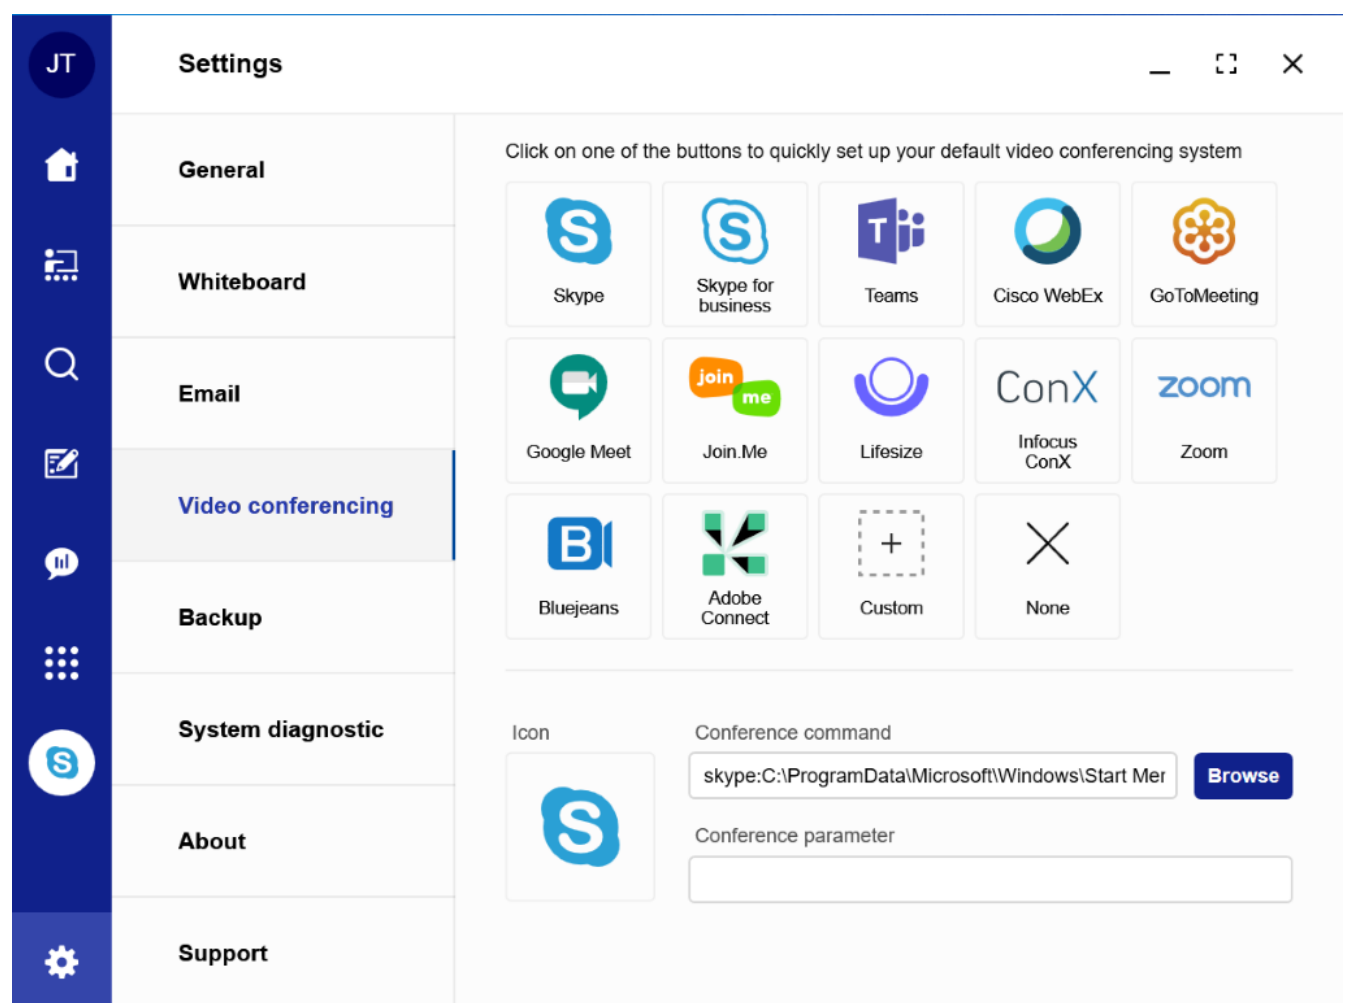 JT
Settings
General
Whiteboard
Email
Video conferencing
Backup
System diagnostic
About
Support
Click on one of the buttons to quickly set up your default video conferencing system
S
Skype
S
Skype for
business
T
Teams
Cisco WebEx
GoToMeeting
Google Meet
join
me
Join.Me
Lifesize
ConX
Infocus
ConX
zoom
Zoom
B
Bluejeans
Adobe
Connect
Custom
None
Icon
S
Conference command
skype:C:\ProgramData\Microsoft\Windows\Start Mer
Browse
Conference parameter
S